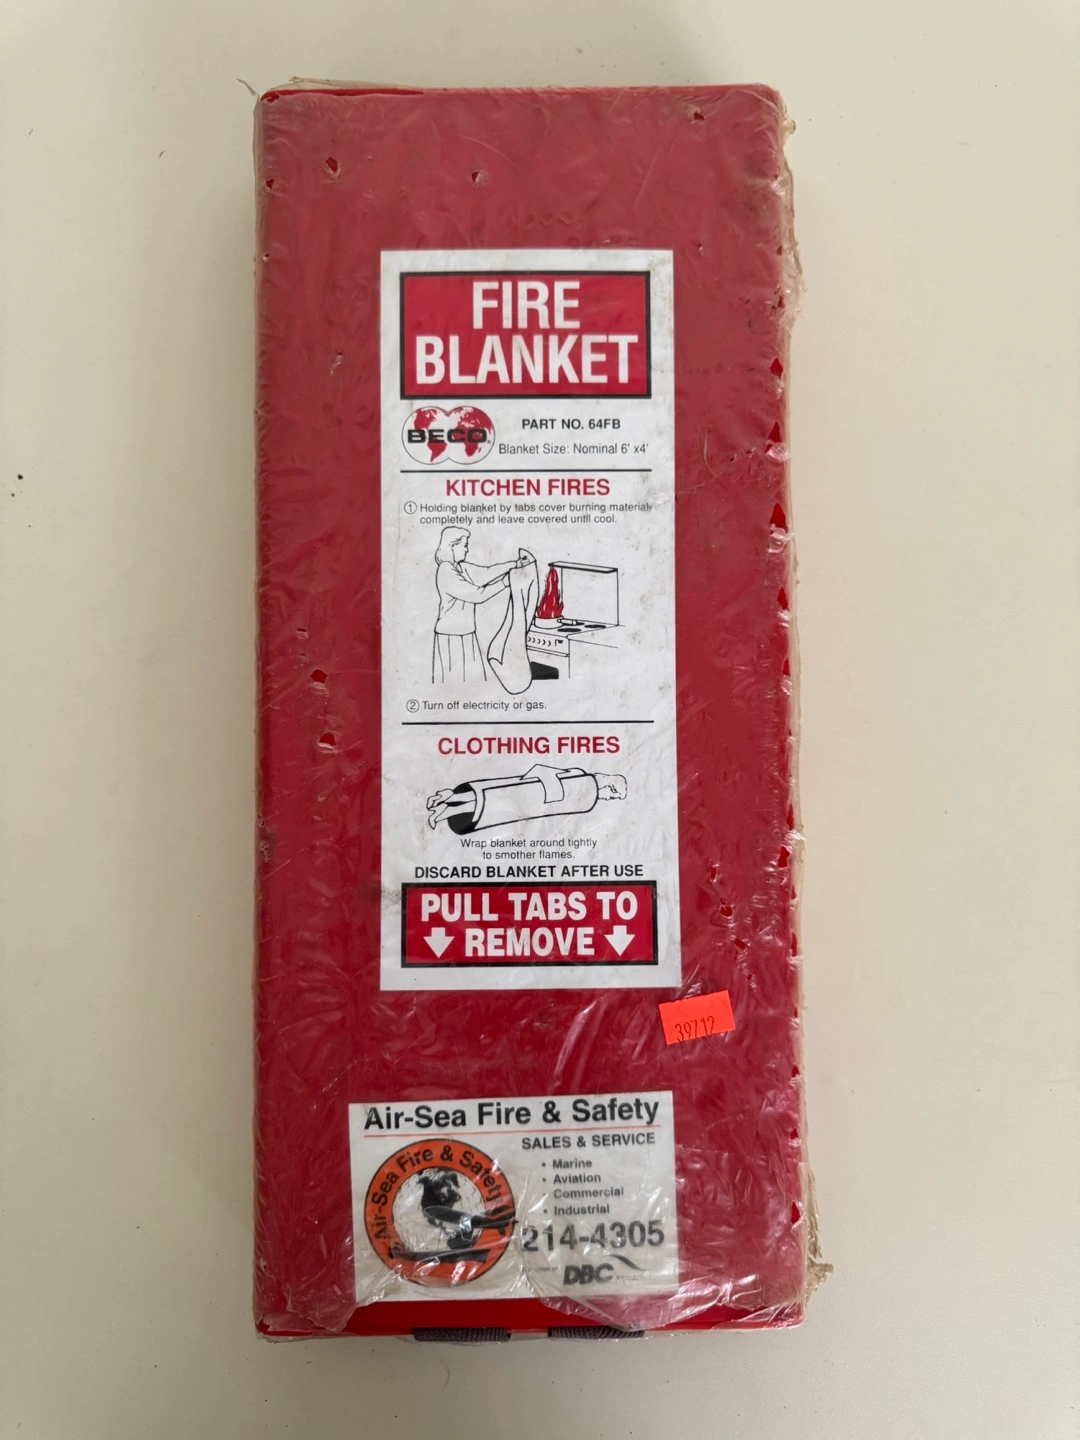 FIRE
BLANKET
BECO
PART NO. 64FB
Blanket Size: Nominal 6' x4'
KITCHEN FIRES
① Holding blanket by tabs cover burning material
completely and leave covered until cool.
② Turn off electricity or gas.
CLOTHING FIRES
Wrap blanket around tightly
to smother flames.
DISCARD BLANKET AFTER USE
PULL TABS TO
REMOVE
39712
Air-Sea Fire & Safety
SALES & SERVICE
Air-Sea Fire & Safety
• Marine
• Aviation
Commercial
• Industrial
214-4305
DBC